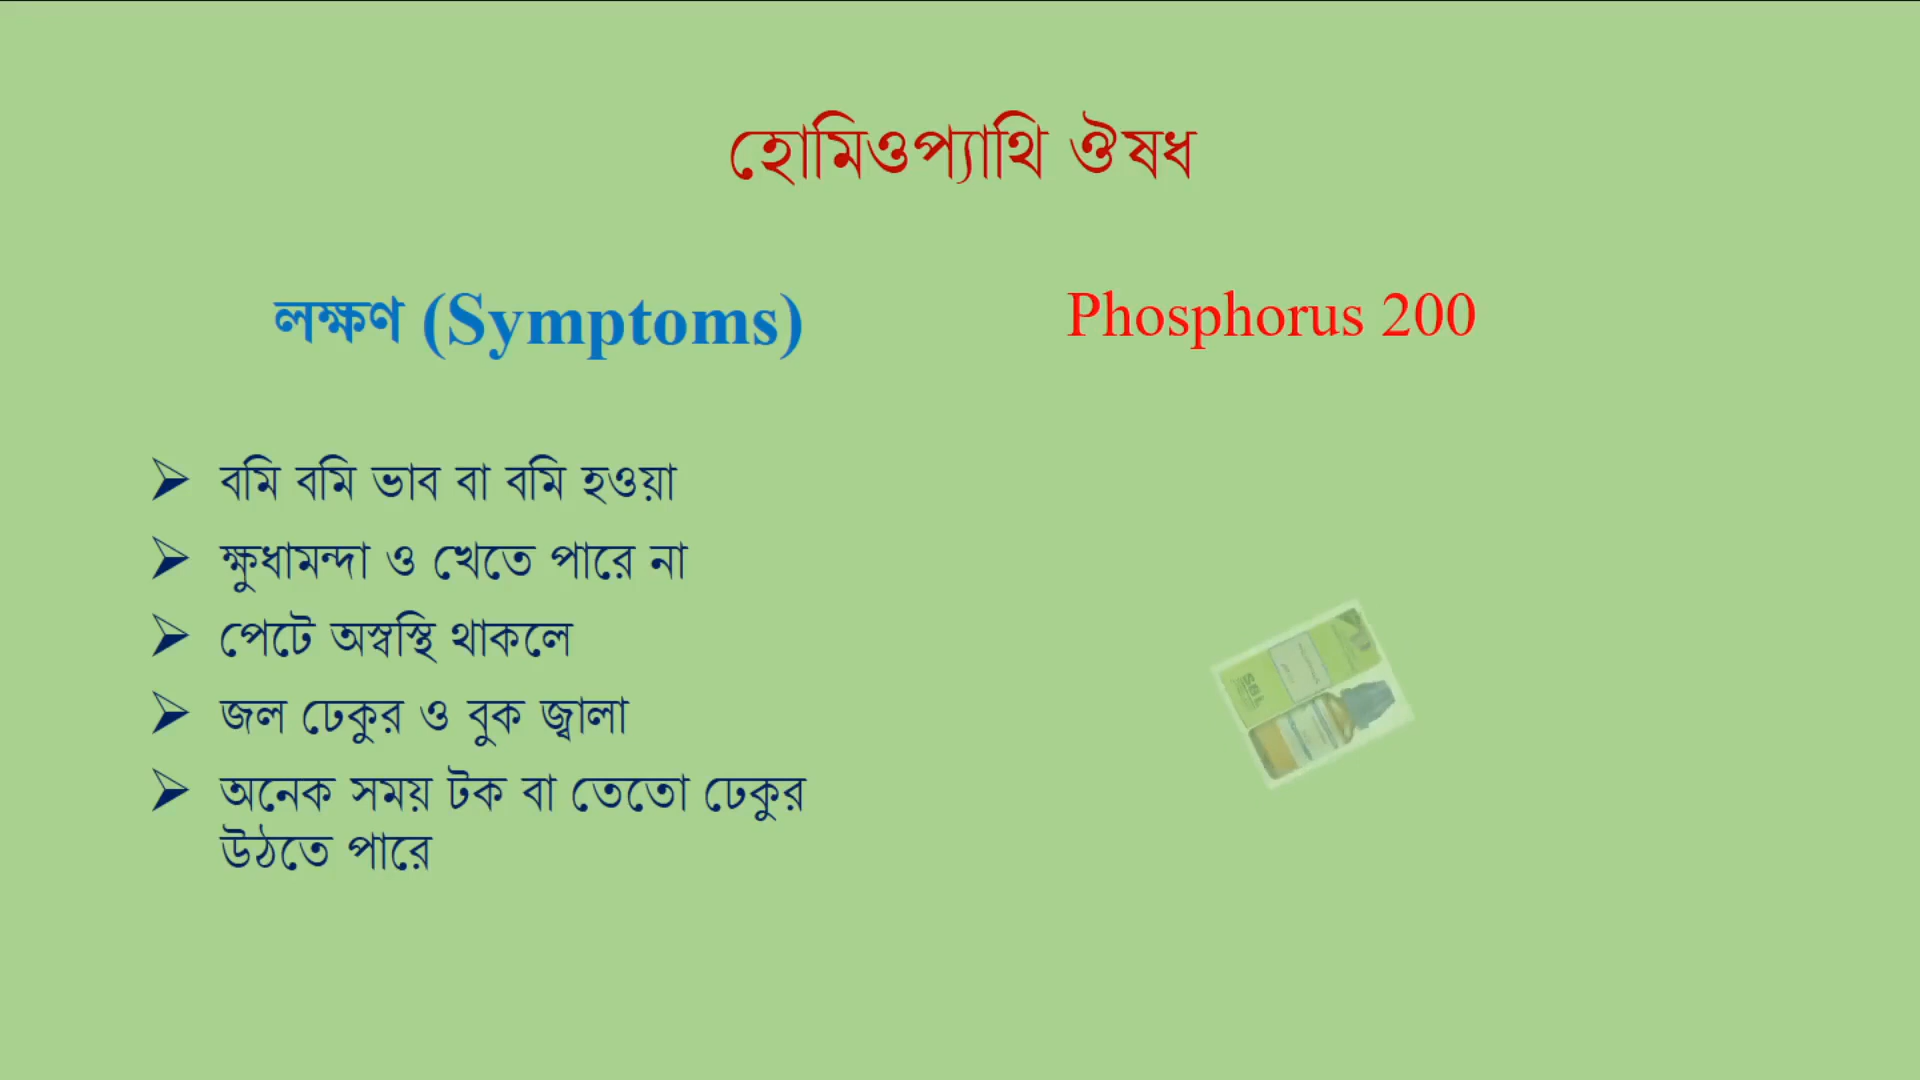 হোমিওপ্যাথি ঔষধ
লক্ষণ (Symptoms)
Phosphorus 200
➢ বমি বমি ভাব বা বমি হওয়া
➢ ক্ষুধামন্দা ও খেতে পারে না
➢ পেটে অস্বস্থি থাকলে
➢ জল ঢেকুর ও বুক জ্বালা
➢ অনেক সময় টক বা তেতো ঢেকুর
উঠতে পারে
SBL